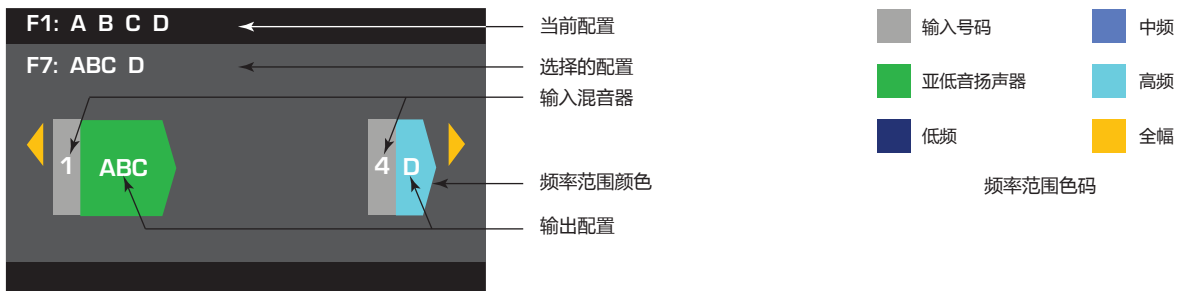 F1: A B C D
当前配置
F7: ABC D
选择的配置
输入混音器
1
ABC
4
D
频率范围颜色
输出配置
输入号码
中频
亚低音扬声器
高频
低频
全幅
频率范围色码